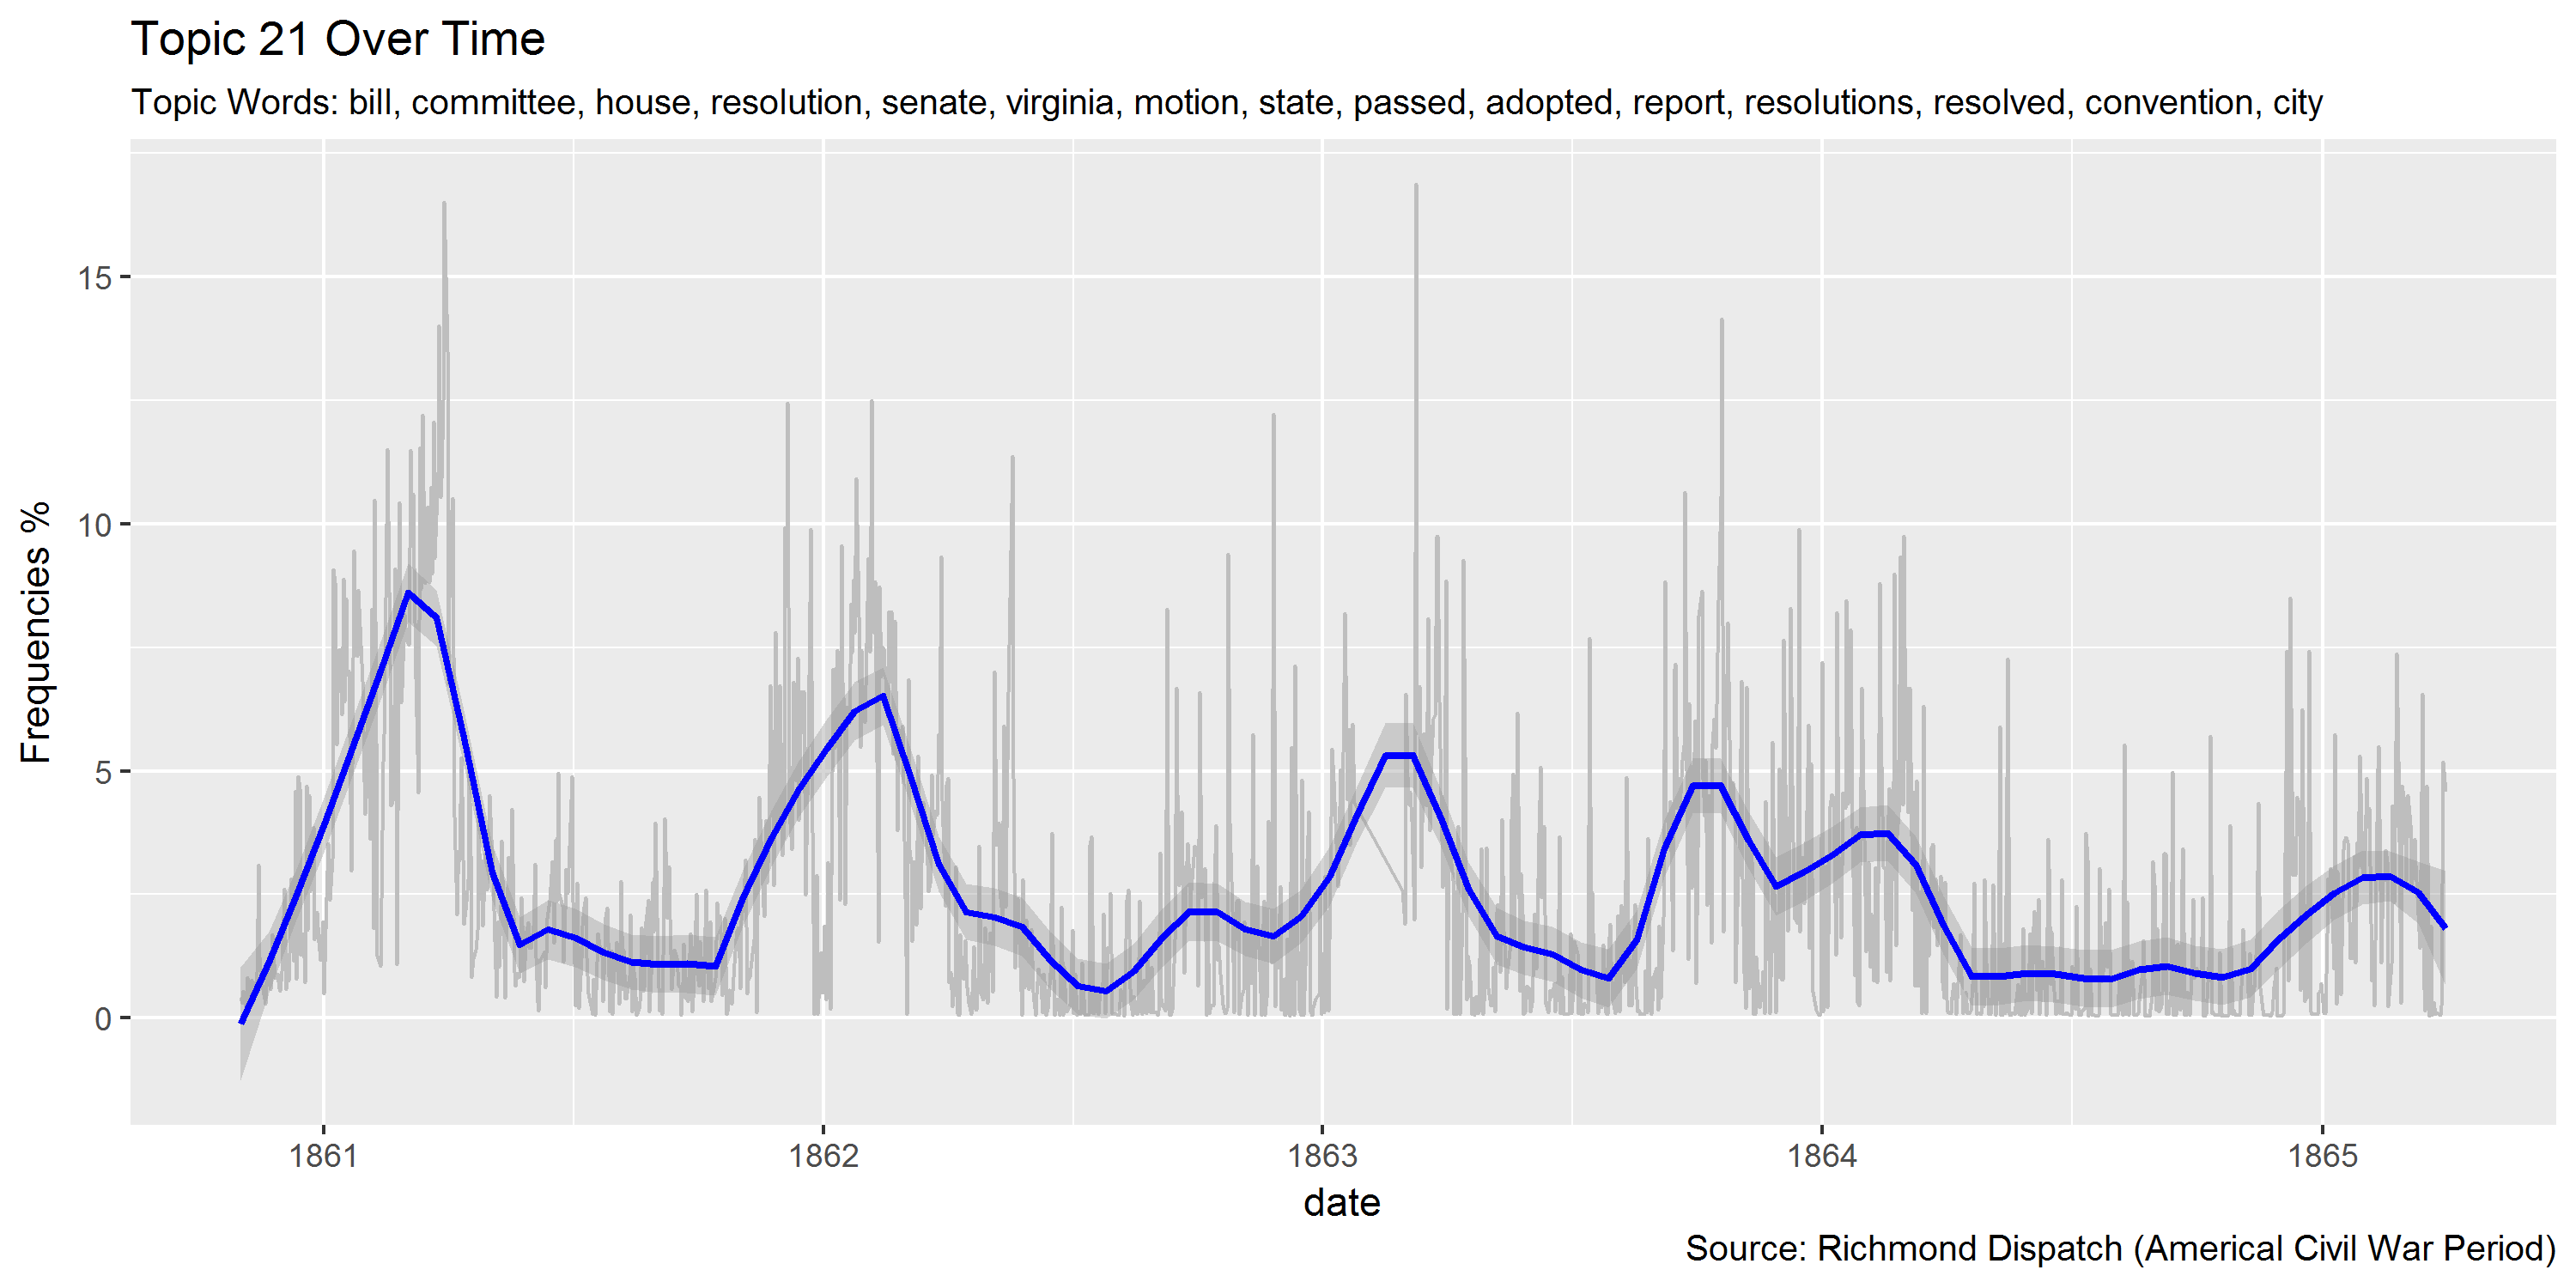 Topic 21 Over Time
Topic Words: bill, committee, house, resolution, senate, virginia, motion, state, passed, adopted, report, resolutions, resolved, convention, city
Frequencies %
15
10
5
0
1861
1862
1863
1864
1865
date
Source: Richmond Dispatch (Americal Civil War Period)